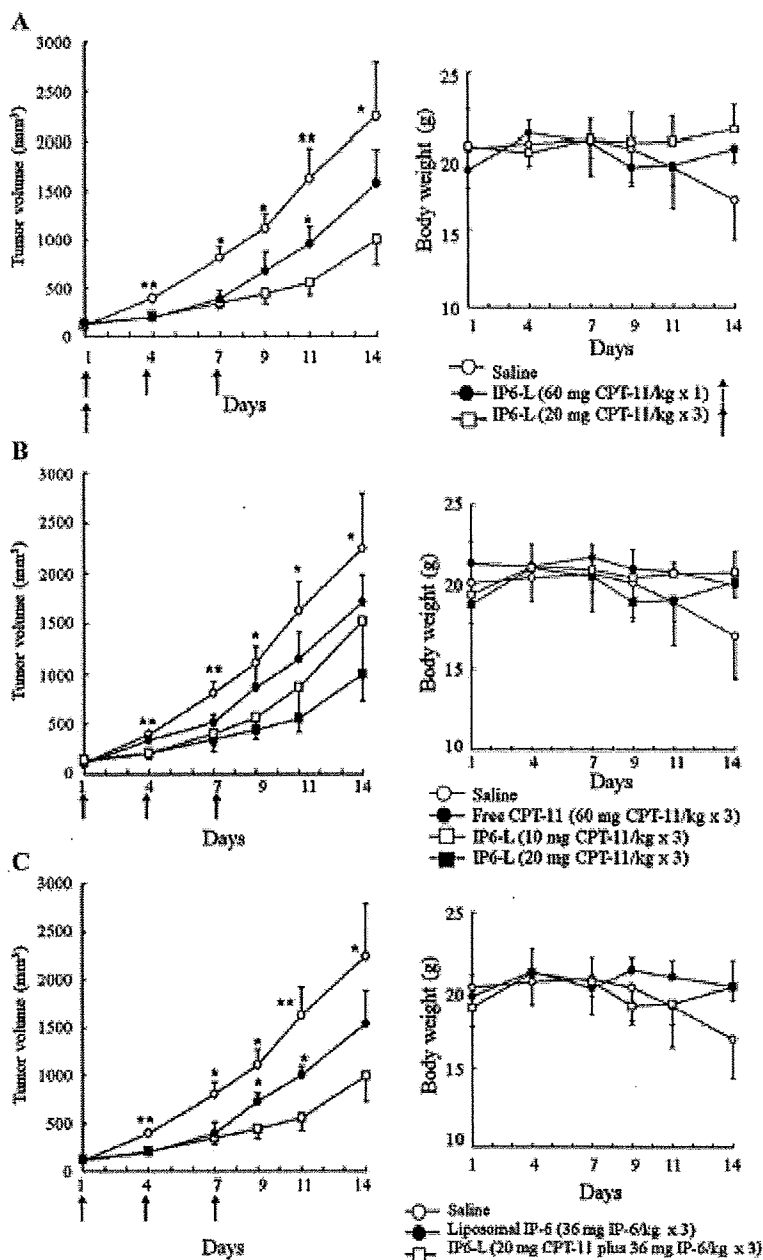 A
Tumor volume (mm³)
3000
2500
2000
1500
1000
500
0
1 4 7 9 11 14
Days
**
*
*
**
*
*
Body weight (g)
20
15
10
1 4 7 9 11 14
Days
Saline
IP6-L (60 mg CPT-11/kg x 1)
IP6-L (20 mg CPT-11/kg x 3)
B
Tumor volume (mm³)
3000
2500
2000
1500
1000
500
0
1 4 7 9 11 14
Days
**
**
*
*
*
Body weight (g)
25
20
15
10
1 4 7 9 11 14
Days
Saline
Free CPT-11 (60 mg CPT-11/kg x 3)
IP6-L (10 mg CPT-11/kg x 3)
IP6-L (20 mg CPT-11/kg x 3)
C
Tumor volume (mm³)
3000
2500
2000
1500
1000
500
0
1 4 7 9 11 14
Days
**
*
*
*
**
*
*
Body weight (g)
25
20
15
10
1 4 7 9 11 14
Days
Saline
Liposomal IP-6 (36 mg IP-6/kg x 3)
IP6-L (20 mg CPT-11 plus 36 mg IP-6/kg x 3)